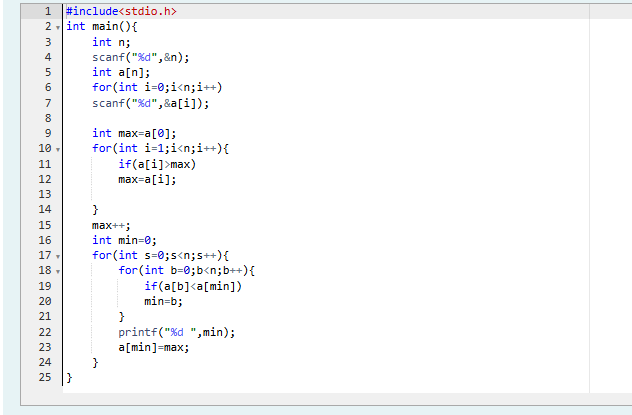 1 #include<stdio.h>
2 int main(){
3 int n;
4 scanf("%d",&n);
5 int a[n];
6 for(int i=0;i<n;i++)
7 scanf("%d",&a[i]);
8
9 int max=a[0];
10 for(int i=1;i<n;i++){
11 if(a[i]>max)
12 max=a[i];
13
14 }
15 max++;
16 int min=0;
17 for(int s=0;s<n;s++){
18 for(int b=0;b<n;b++){
19 if(a[b]<a[min])
20 min=b;
21 }
22 printf("%d ",min);
23 a[min]=max;
24 }
25 }